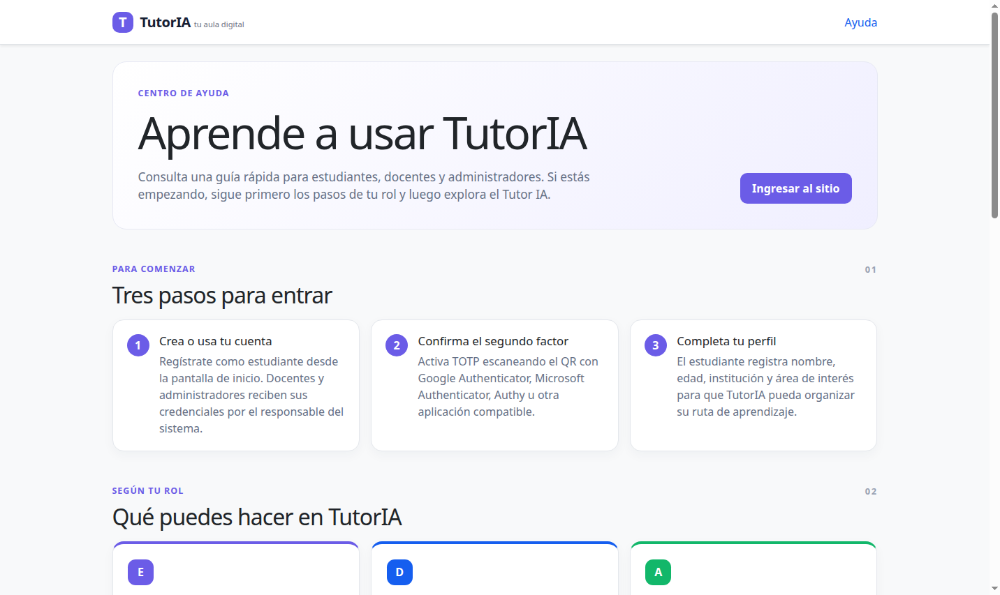 T TutorIA tu aula digital
Ayuda
CENTRO DE AYUDA
Aprende a usar TutorIA
Consulta una guía rápida para estudiantes, docentes y administradores. Si estás
empezando, sigue primero los pasos de tu rol y luego explora el Tutor IA.
Ingresar al sitio
PARA COMENZAR
01
Tres pasos para entrar
1
Crea o usa tu cuenta
Regístrate como estudiante desde
la pantalla de inicio. Docentes y
administradores reciben sus
credenciales por el responsable del
sistema.
2
Confirma el segundo factor
Activa TOTP escaneando el QR con
Google Authenticator, Microsoft
Authenticator, Authy u otra
aplicación compatible.
3
Completa tu perfil
El estudiante registra nombre,
edad, institución y área de interés
para que TutorIA pueda organizar
su ruta de aprendizaje.
SEGÚN TU ROL
02
Qué puedes hacer en TutorIA
E
D
A